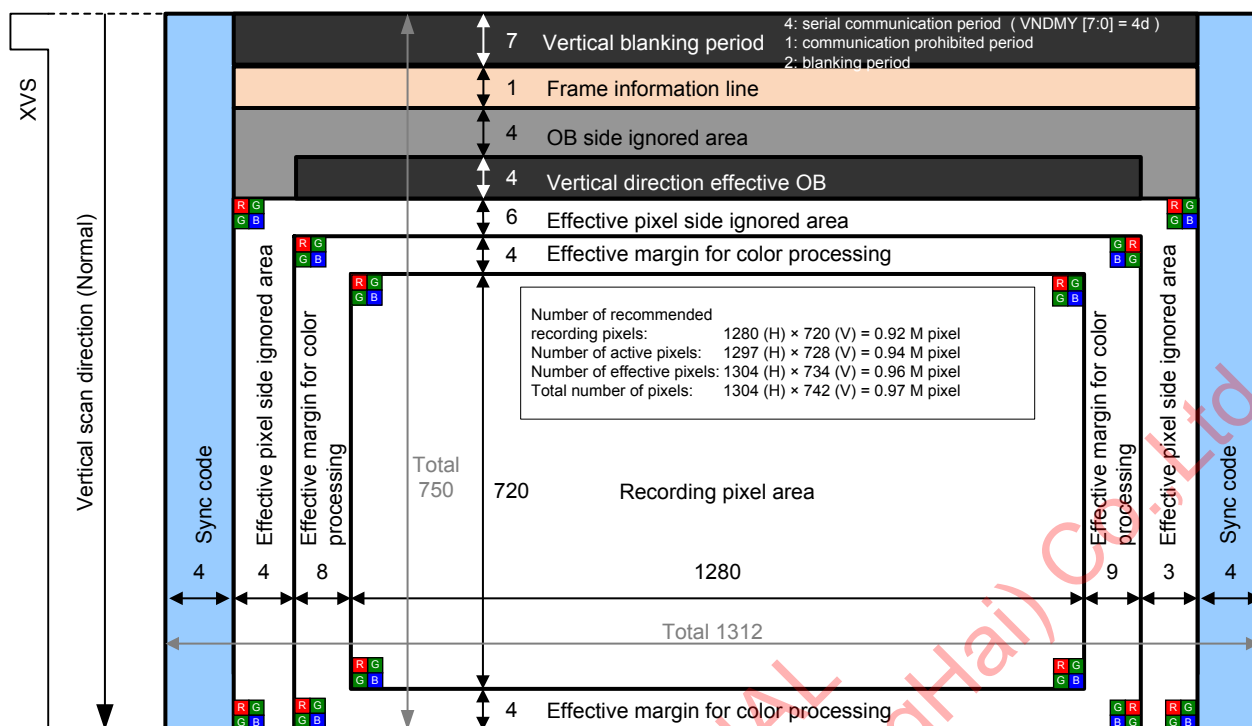 XVS
Vertical scan direction (Normal)
7 Vertical blanking period
4: serial communication period ( VNDMY [7:0] = 4d )
1: communication prohibited period
2: blanking period
1 Frame information line
4 OB side ignored area
4 Vertical direction effective OB
R G R G
G B G B
6 Effective pixel side ignored area
R G G R
G B B G
4 Effective margin for color processing
R G R G
G B G B
Number of recommended
recording pixels: 1280 (H) × 720 (V) = 0.92 M pixel
Number of active pixels: 1297 (H) × 728 (V) = 0.94 M pixel
Number of effective pixels: 1304 (H) × 734 (V) = 0.96 M pixel
Total number of pixels: 1304 (H) × 742 (V) = 0.97 M pixel
Sync code
Effective pixel side ignored area
Effective margin for color
processing
Total
750
720
Recording pixel area
Effective margin for color
processing
Effective pixel side ignored area
Sync code
4 4 8 1280 9 3 4
Total 1312
R G R G
G B G B
R G R G G R R G
G B G B B G G B
4 Effective margin for color processing
Hai) Co.,Ltd